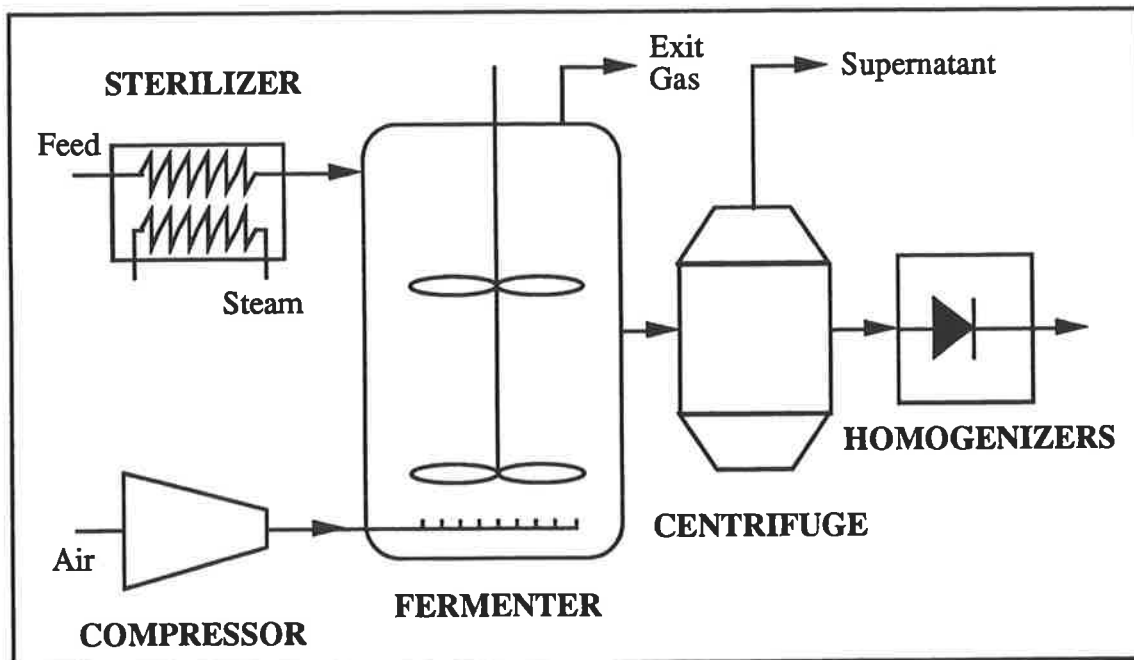 Exit
Gas
Supernatant
STERILIZER
Feed
Steam
HOMOGENIZERS
CENTRIFUGE
Air
FERMENTER
COMPRESSOR